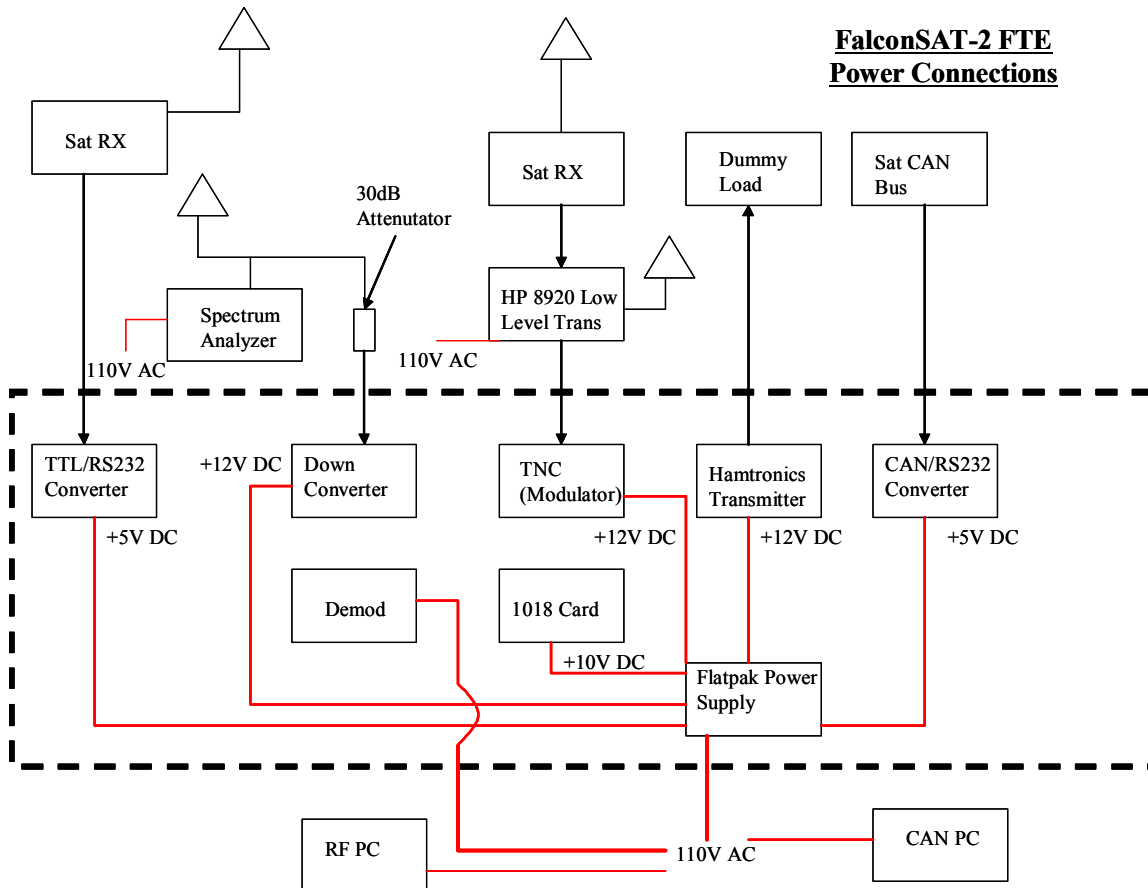 FalconSAT-2 FTE
Power Connections
Sat RX
Sat RX
Dummy
Load
Sat CAN
Bus
30dB
Attenutator
Spectrum
Analyzer
110V AC
HP 8920 Low
Level Trans
110V AC
TTL/RS232
Converter
+5V DC
+12V DC
Down
Converter
TNC
(Modulator)
+12V DC
Hamtronics
Transmitter
+12V DC
CAN/RS232
Converter
+5V DC
Demod
1018 Card
+10V DC
Flatpak Power
Supply
RF PC
110V AC
CAN PC